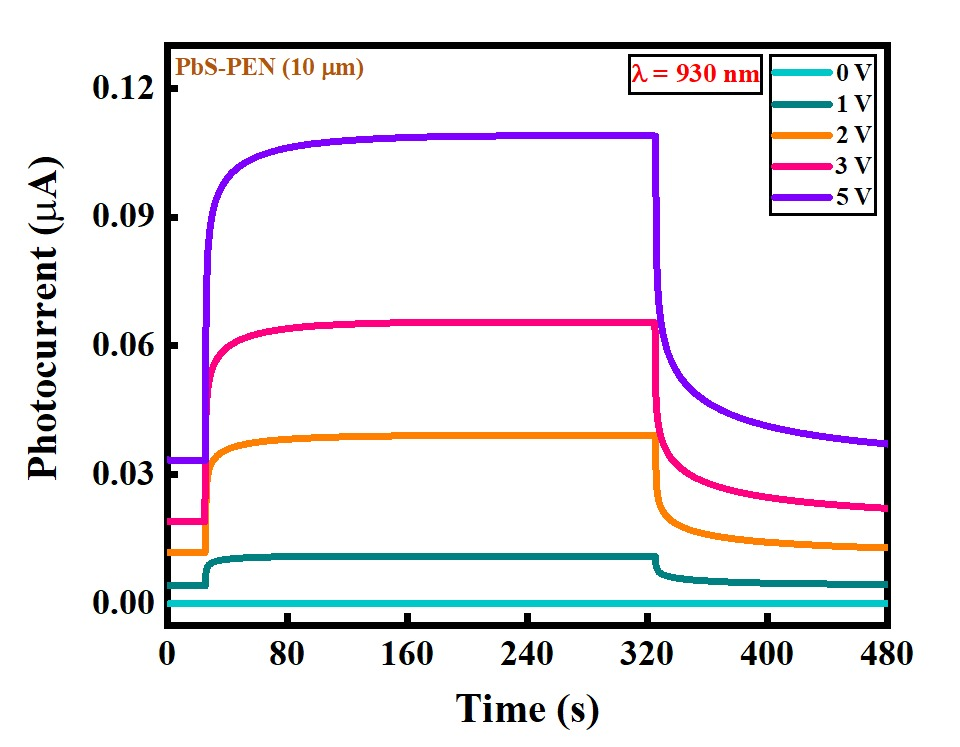 PbS-PEN (10 μm)
λ = 930 nm
0 V
1 V
2 V
3 V
5 V
0.12
0.09
0.06
0.03
0.00
Photocurrent (μA)
0 80 160 240 320 400 480
Time (s)